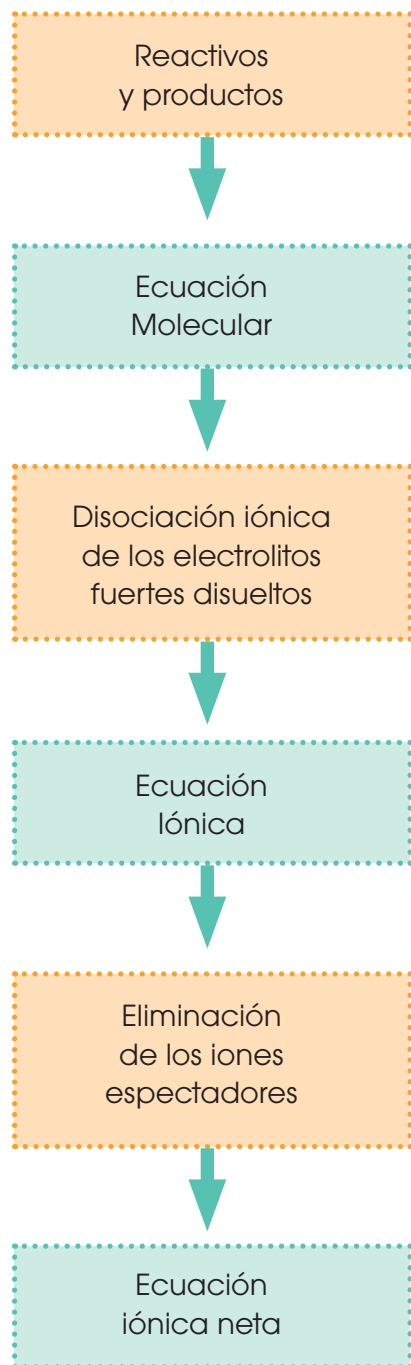 Reactivos
y productos
Ecuación
Molecular
Disociación iónica
de los electrolitos
fuertes disueltos
Ecuación
Iónica
Eliminación
de los iones
espectadores
Ecuación
iónica neta